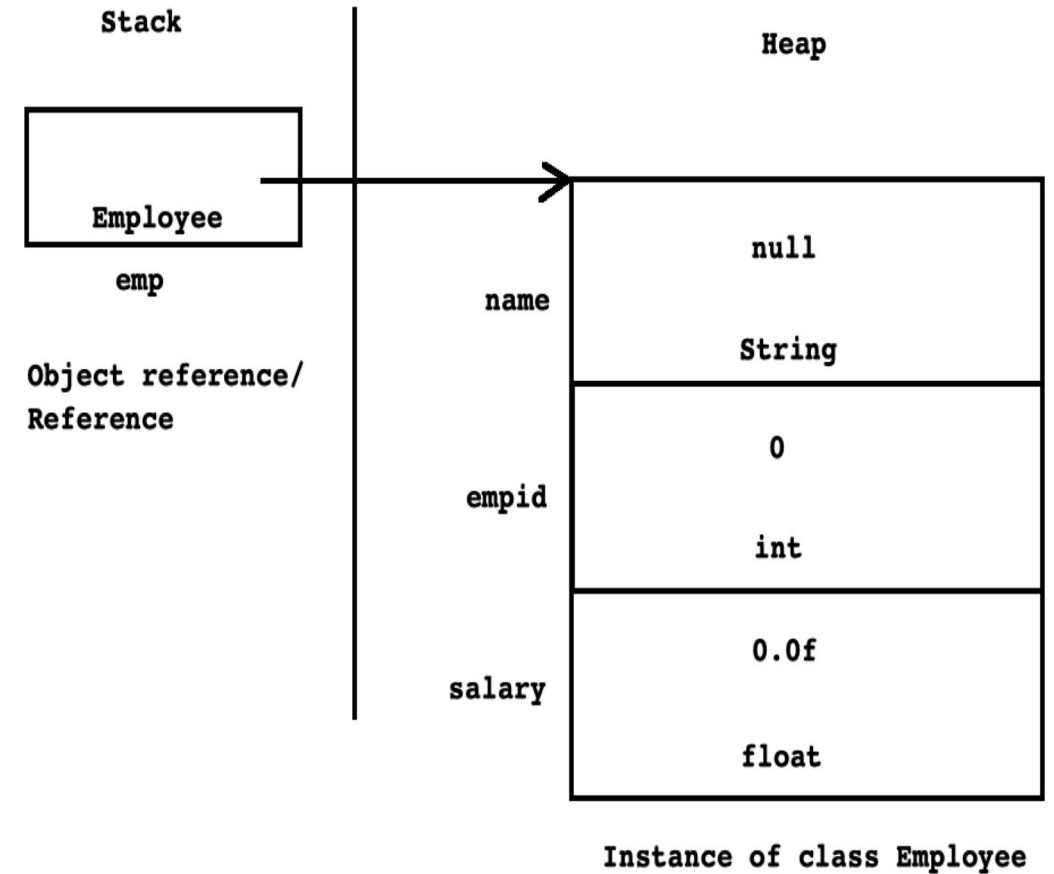 Stack
Heap
Employee
emp
Object reference/
Reference
name
null
String
empid
0
int
salary
0.0f
float
Instance of class Employee